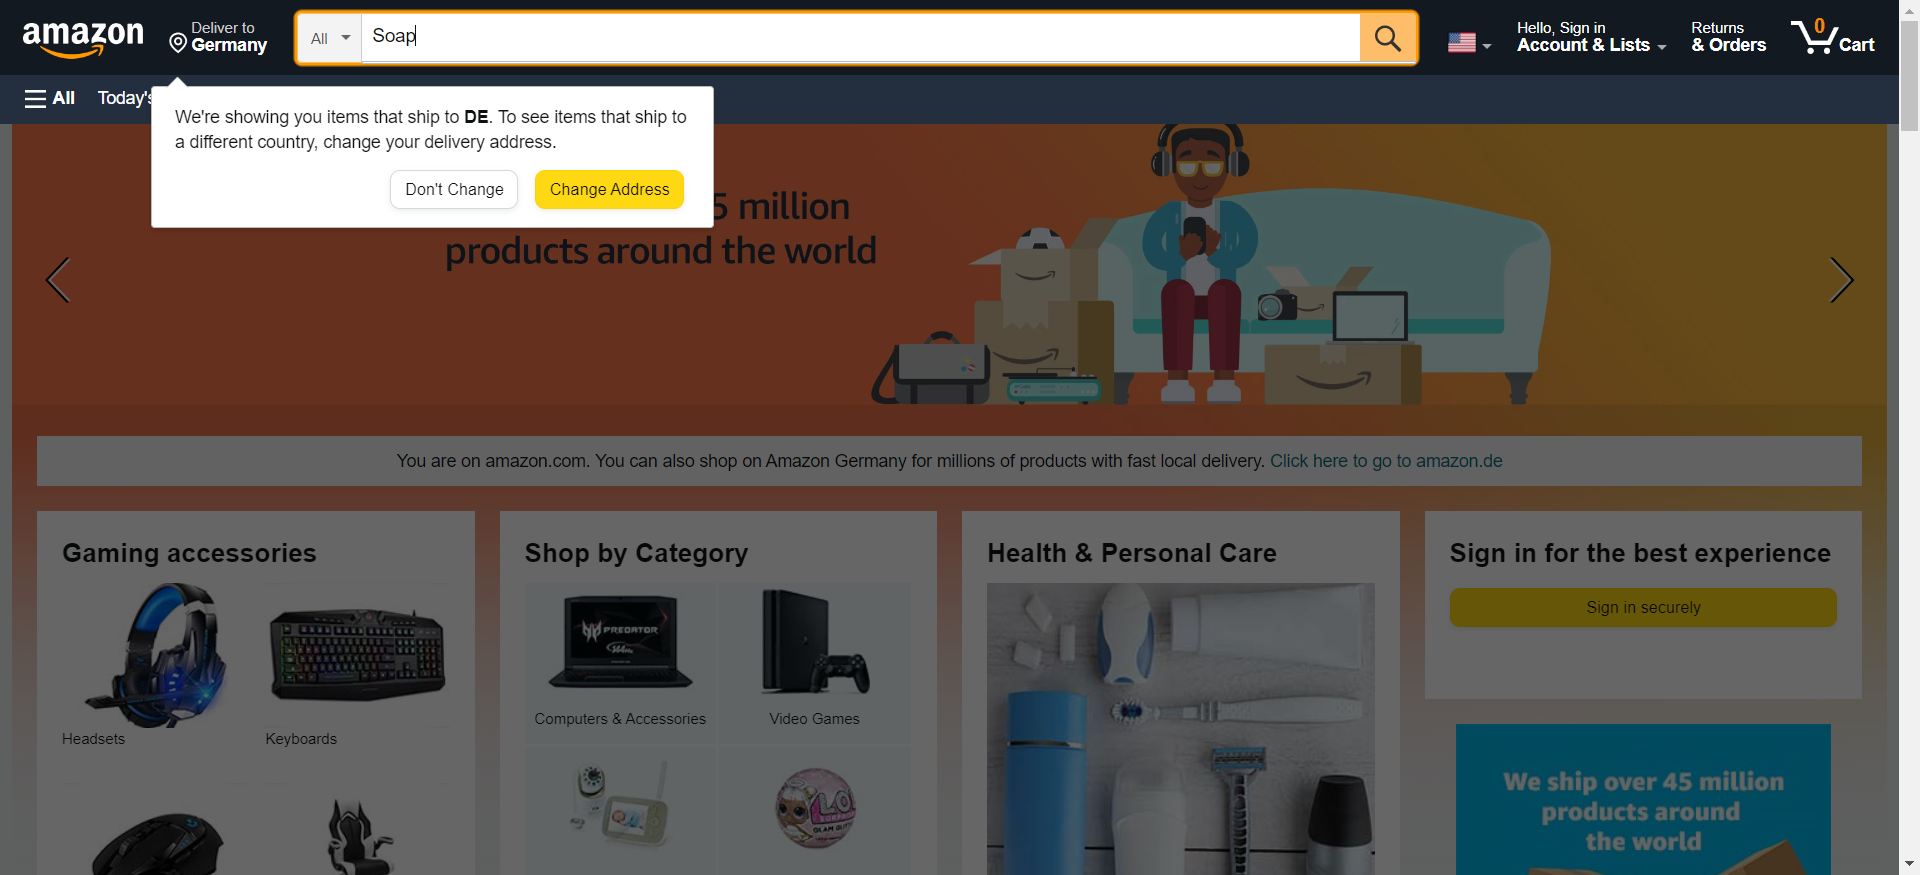 amazon
Deliver to
Germany
All
Soap
Hello, Sign in
Account & Lists
Returns
& Orders
0
Cart
All
Today's
We're showing you items that ship to DE. To see items that ship to
a different country, change your delivery address.
Don't Change
Change Address
5 million
products around the world
You are on amazon.com. You can also shop on Amazon Germany for millions of products with fast local delivery. Click here to go to amazon.de
Gaming accessories
Headsets
Keyboards
Shop by Category
PREDATOR
144Hz
Computers & Accessories
Video Games
L.O.L.
SURPRISE
GLAM GLITTER
Health & Personal Care
Sign in for the best experience
Sign in securely
We ship over 45 million
products around
the world